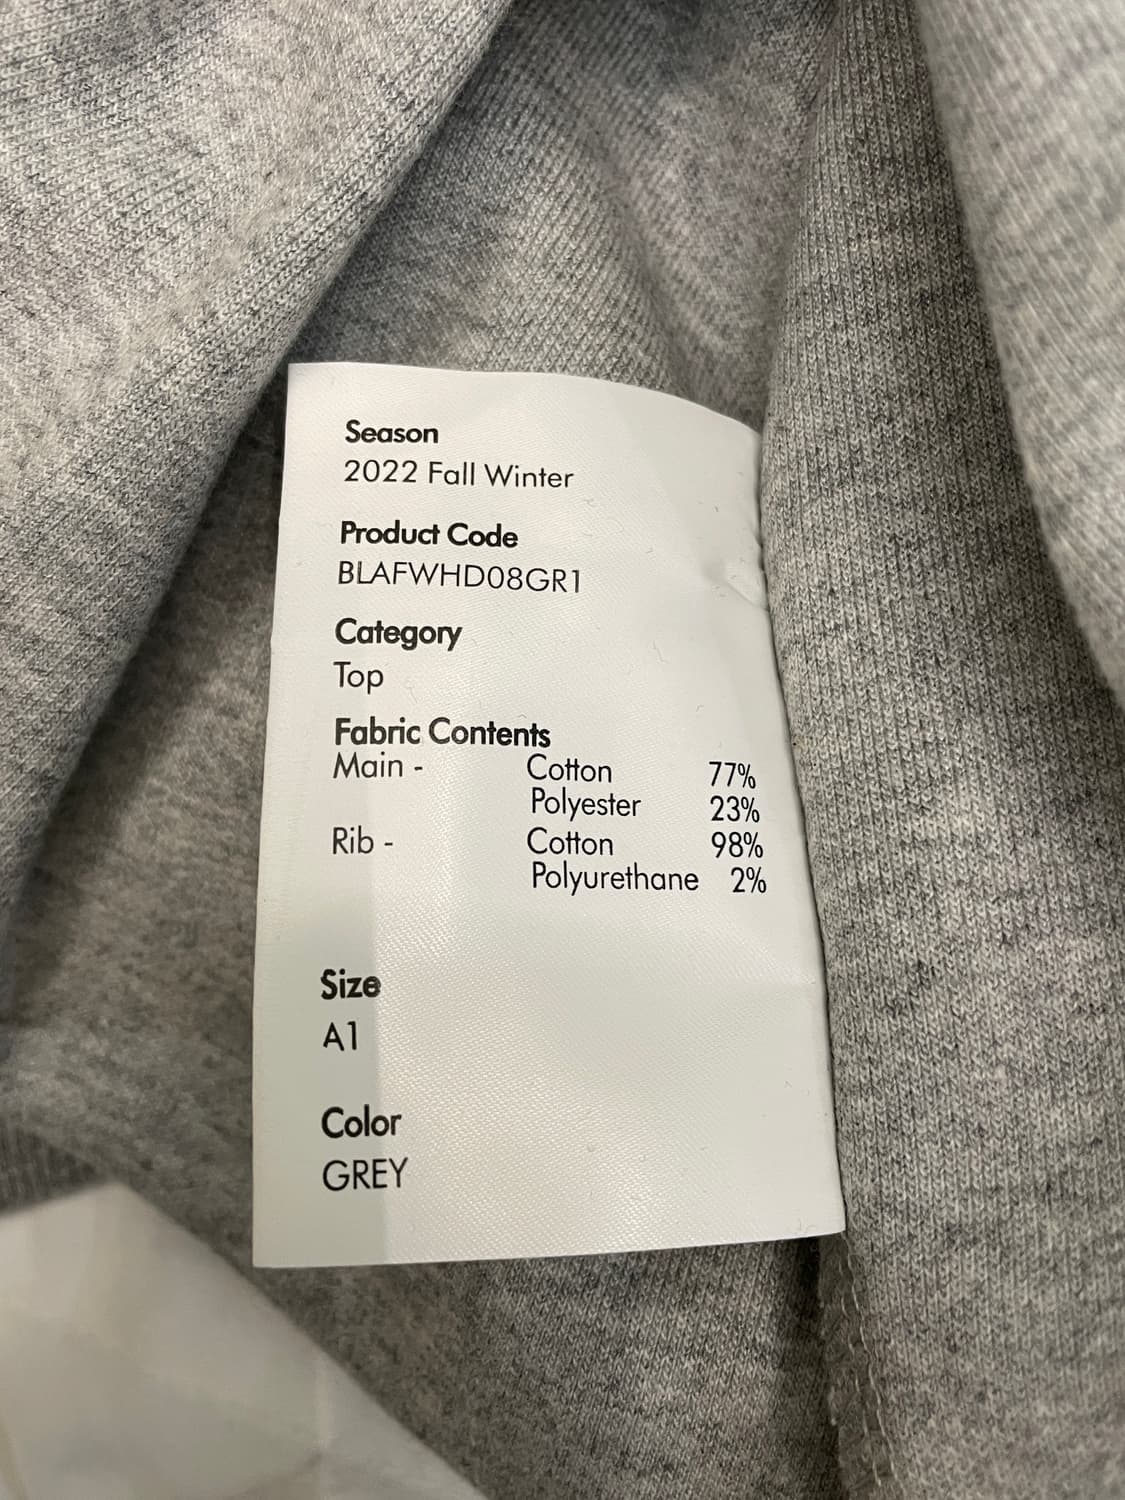 Season
2022 Fall Winter
Product Code
BLAFWHD08GR1
Category
Top
Fabric Contents
Main - Cotton 77%
Polyester 23%
Rib - Cotton 98%
Polyurethane 2%
Size
A1
Color
GREY